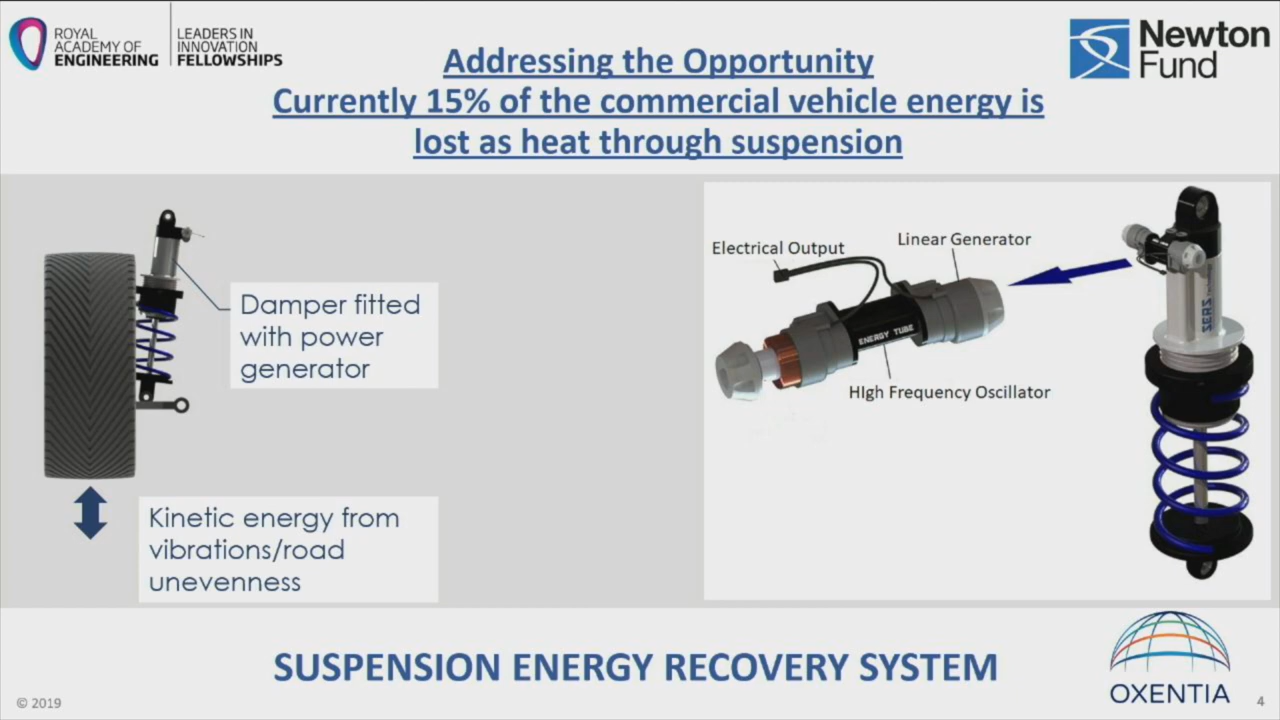 ROYAL
ACADEMY OF
ENGINEERING
LEADERS IN
INNOVATION
FELLOWSHIPS
Addressing the Opportunity
Currently 15% of the commercial vehicle energy is
lost as heat through suspension
Newton
Fund
Damper fitted
with power
generator
Kinetic energy from
vibrations/road
unevenness
Electrical Output
Linear Generator
ENERGY TUBE
HIgh Frequency Oscillator
SERS
SUSPENSION ENERGY RECOVERY SYSTEM
OXENTIA
© 2019
4